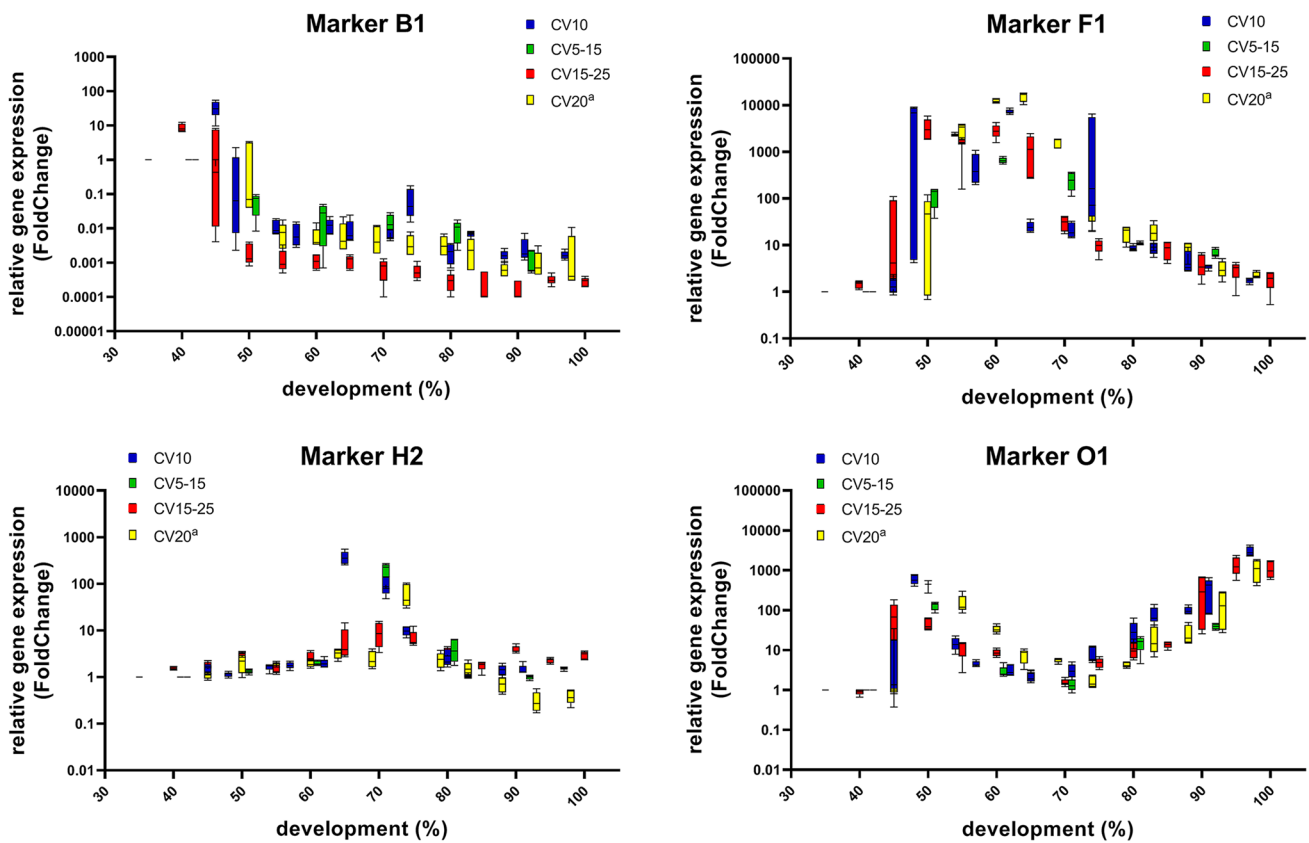 Marker B1
CV10
CV5-15
CV15-25
CV20a
relative gene expression
(FoldChange)
1000
100
10
1
0.1
0.01
0.001
0.0001
0.00001
30
40
50
60
70
80
90
100
development (%)
Marker F1
CV10
CV5-15
CV15-25
CV20a
relative gene expression
(FoldChange)
100000
10000
1000
100
10
1
0.1
30
40
50
60
70
80
90
100
development (%)
Marker H2
CV10
CV5-15
CV15-25
CV20a
relative gene expression
(FoldChange)
10000
1000
100
10
1
0.1
0.01
30
40
50
60
70
80
90
100
development (%)
Marker O1
CV10
CV5-15
CV15-25
CV20a
relative gene expression
(FoldChange)
100000
10000
1000
100
10
1
0.1
0.01
30
40
50
60
70
80
90
100
development (%)